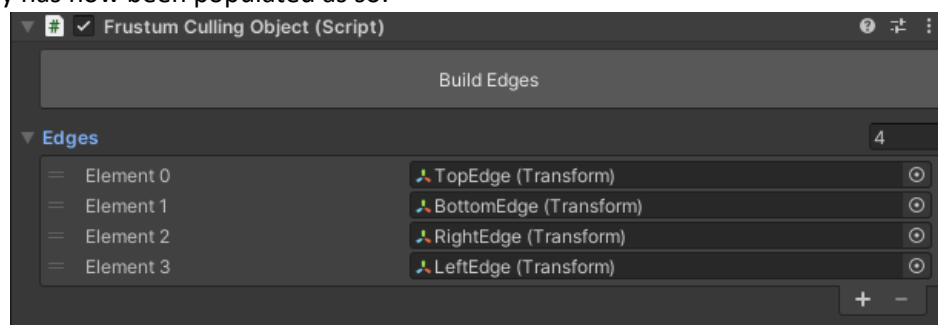 y has now been populated as so:
# Frustum Culling Object (Script)
Build Edges
Edges 4
Element 0 TopEdge (Transform)
Element 1 BottomEdge (Transform)
Element 2 RightEdge (Transform)
Element 3 LeftEdge (Transform)
+ −